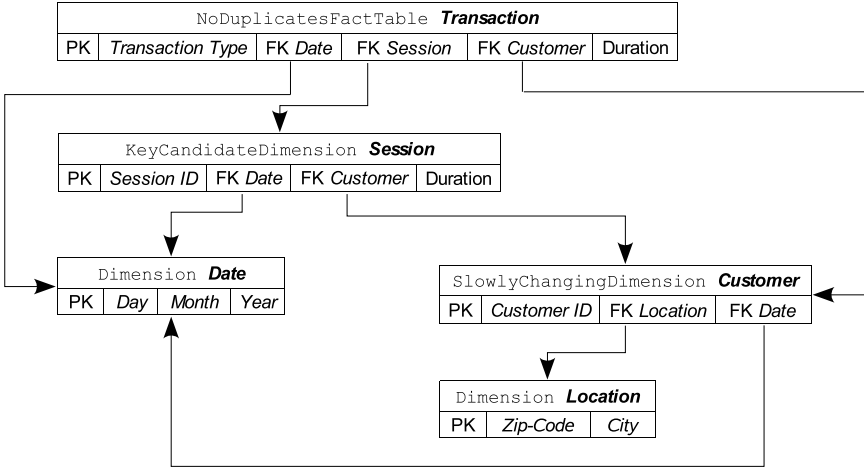 NoDuplicatesFactTable Transaction
PK Transaction Type FK Date FK Session FK Customer Duration
KeyCandidateDimension Session
PK Session ID FK Date FK Customer Duration
Dimension Date
PK Day Month Year
SlowlyChangingDimension Customer
PK Customer ID FK Location FK Date
Dimension Location
PK Zip-Code City